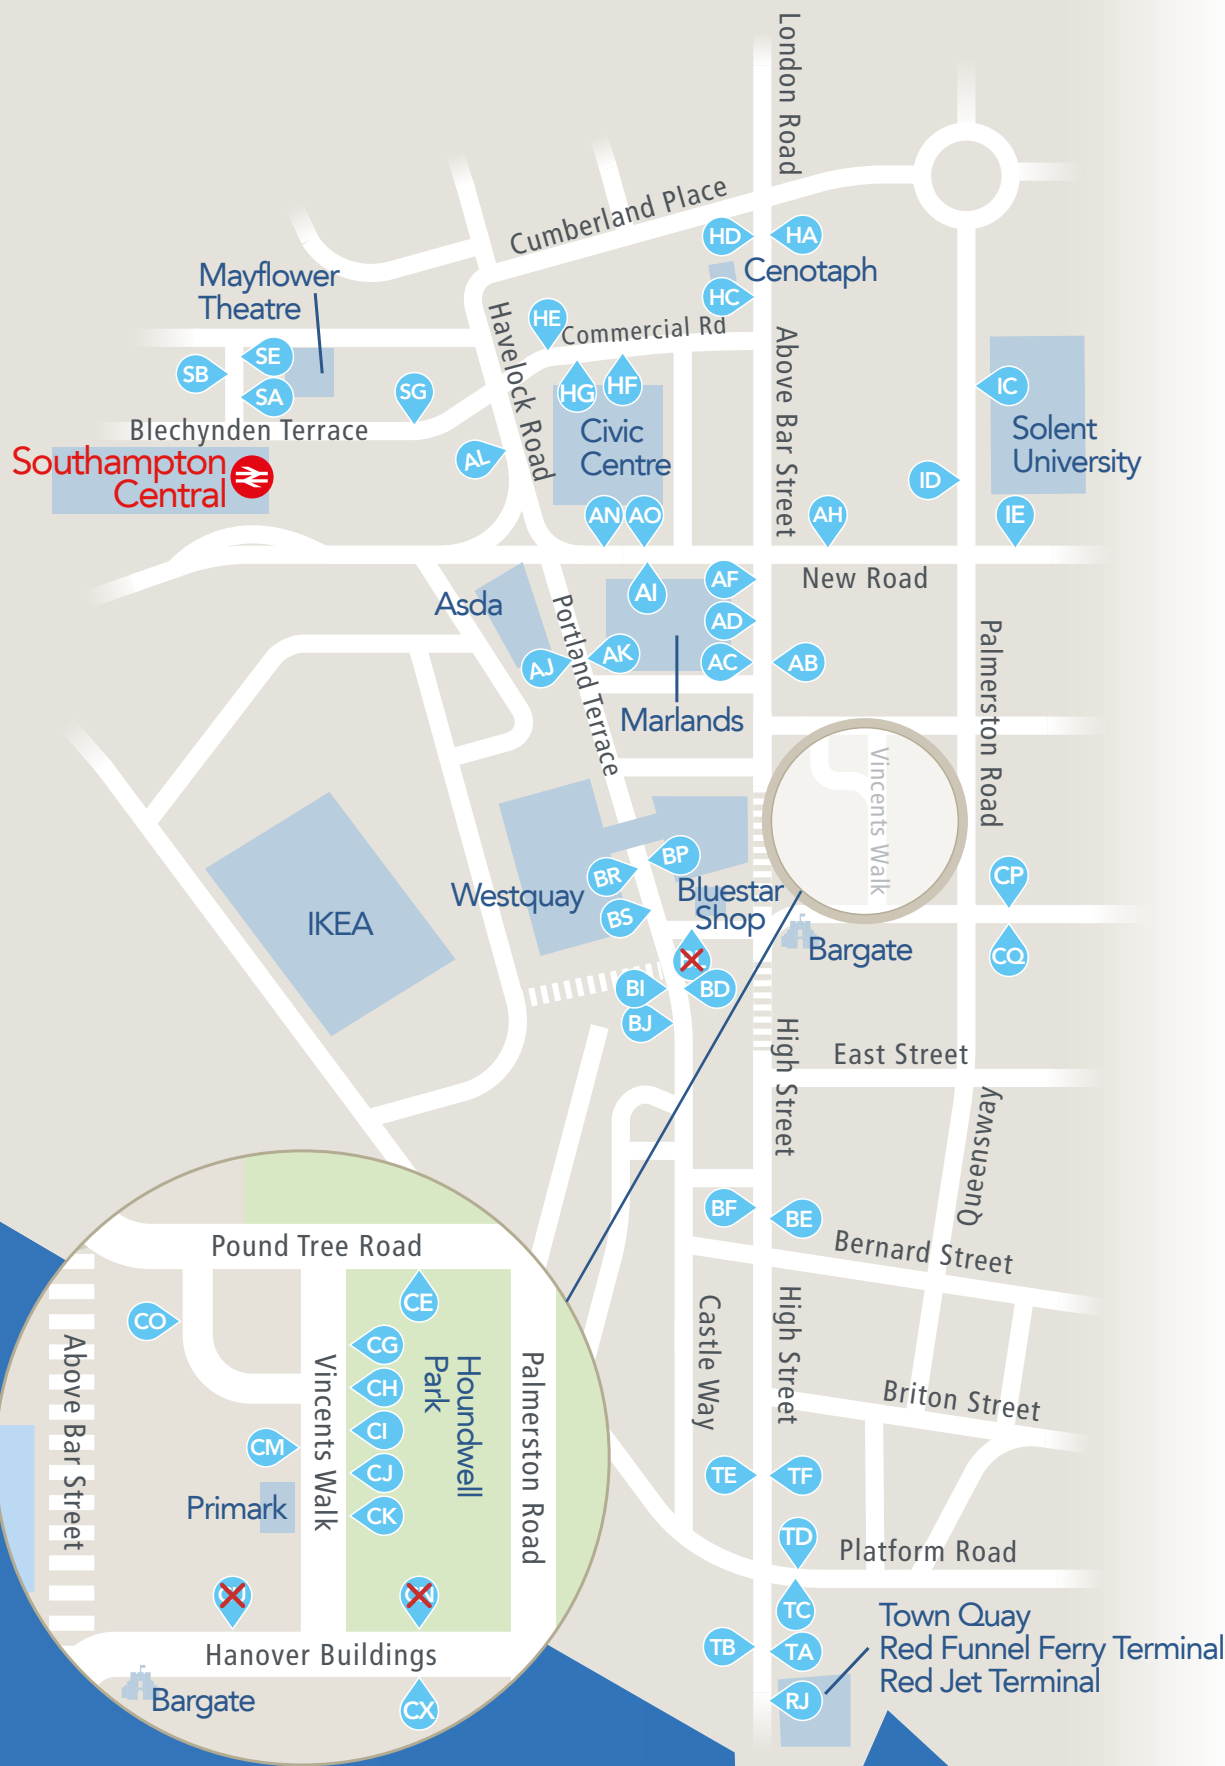 London Road
Cumberland Place
HD
HA
Cenotaph
HC
Mayflower
Theatre
HE
Commercial Rd
Havelock Road
Above Bar Street
SE
SB
SA
SG
HG
HF
IC
Blechynden Terrace
Civic
Centre
Solent
University
Southampton
Central
AL
ID
AN
AO
AH
IE
New Road
Asda
AI
AF
AD
Portland Terrace
AJ
AK
AC
AB
Marlands
Palmerston Road
Vincents Walk
BP
BR
CP
Westquay
BS
Bluestar
Shop
IKEA
Bargate
CQ
BI
BD
BJ
High Street
East Street
Queensway
BF
BE
Bernard Street
Pound Tree Road
CE
CO
CG
Above Bar Street
Vincents Walk
CH
Houndwell
Park
Palmerston Road
CI
CM
CJ
Primark
CK
Hanover Buildings
Bargate
CX
Castle Way
High Street
Briton Street
TE
TF
TD
Platform Road
TC
TB
TA
RJ
Town Quay
Red Funnel Ferry Terminal
Red Jet Terminal